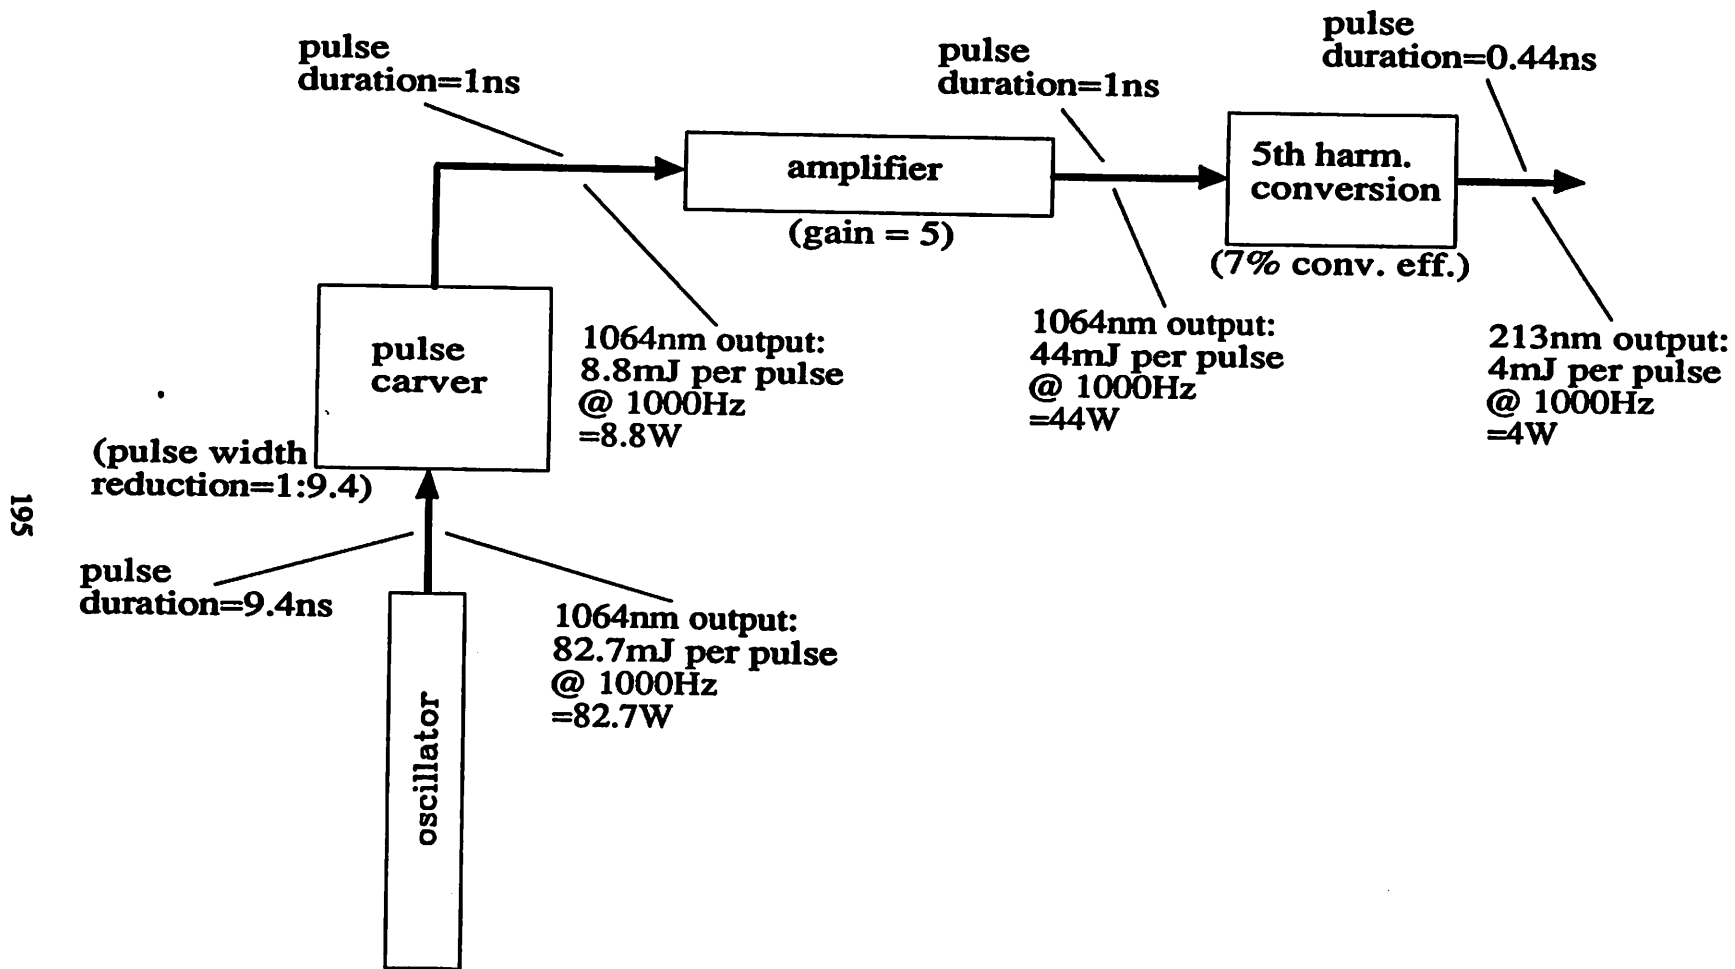 pulse
duration=1ns
pulse
duration=1ns
pulse
duration=0.44ns
amplifier
(gain = 5)
5th harm.
conversion
(7% conv. eff.)
pulse
carver
(pulse width
reduction=1:9.4)
1064nm output:
8.8mJ per pulse
@ 1000Hz
=8.8W
1064nm output:
44mJ per pulse
@ 1000Hz
=44W
213nm output:
4mJ per pulse
@ 1000Hz
=4W
195
pulse
duration=9.4ns
1064nm output:
82.7mJ per pulse
@ 1000Hz
=82.7W
oscillator